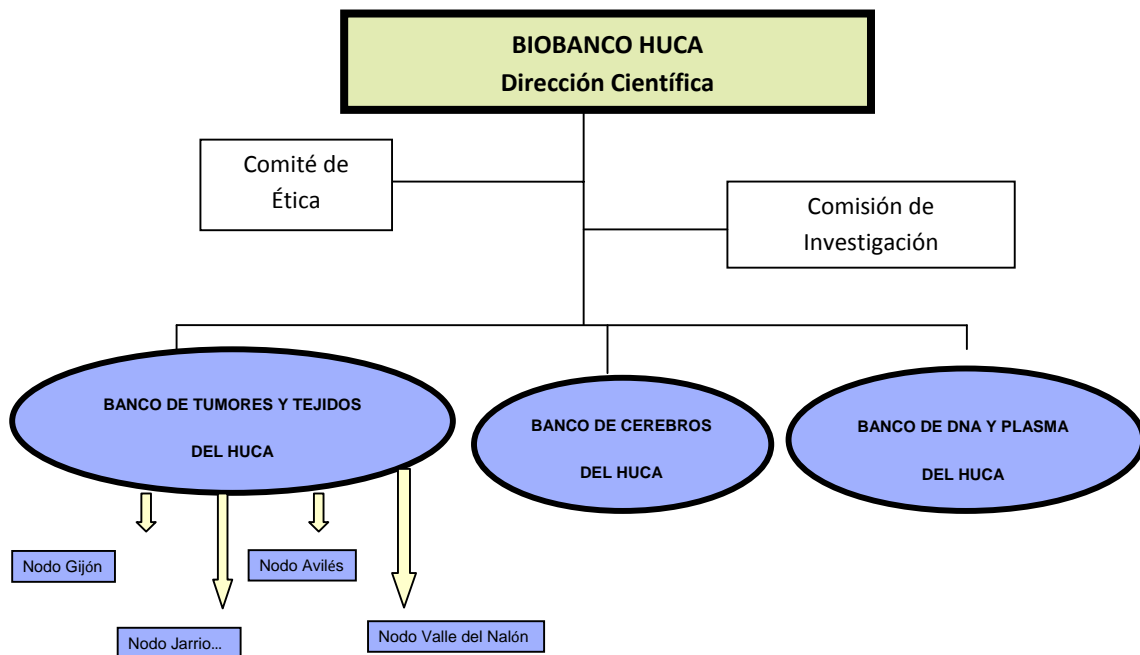 BIOBANCO HUCA
Dirección Científica
Comité de
Ética
Comisión de
Investigación
BANCO DE TUMORES Y TEJIDOS
DEL HUCA
BANCO DE CEREBROS
DEL HUCA
BANCO DE DNA Y PLASMA
DEL HUCA
Nodo Gijón
Nodo Avilés
Nodo Jarrio...
Nodo Valle del Nalón